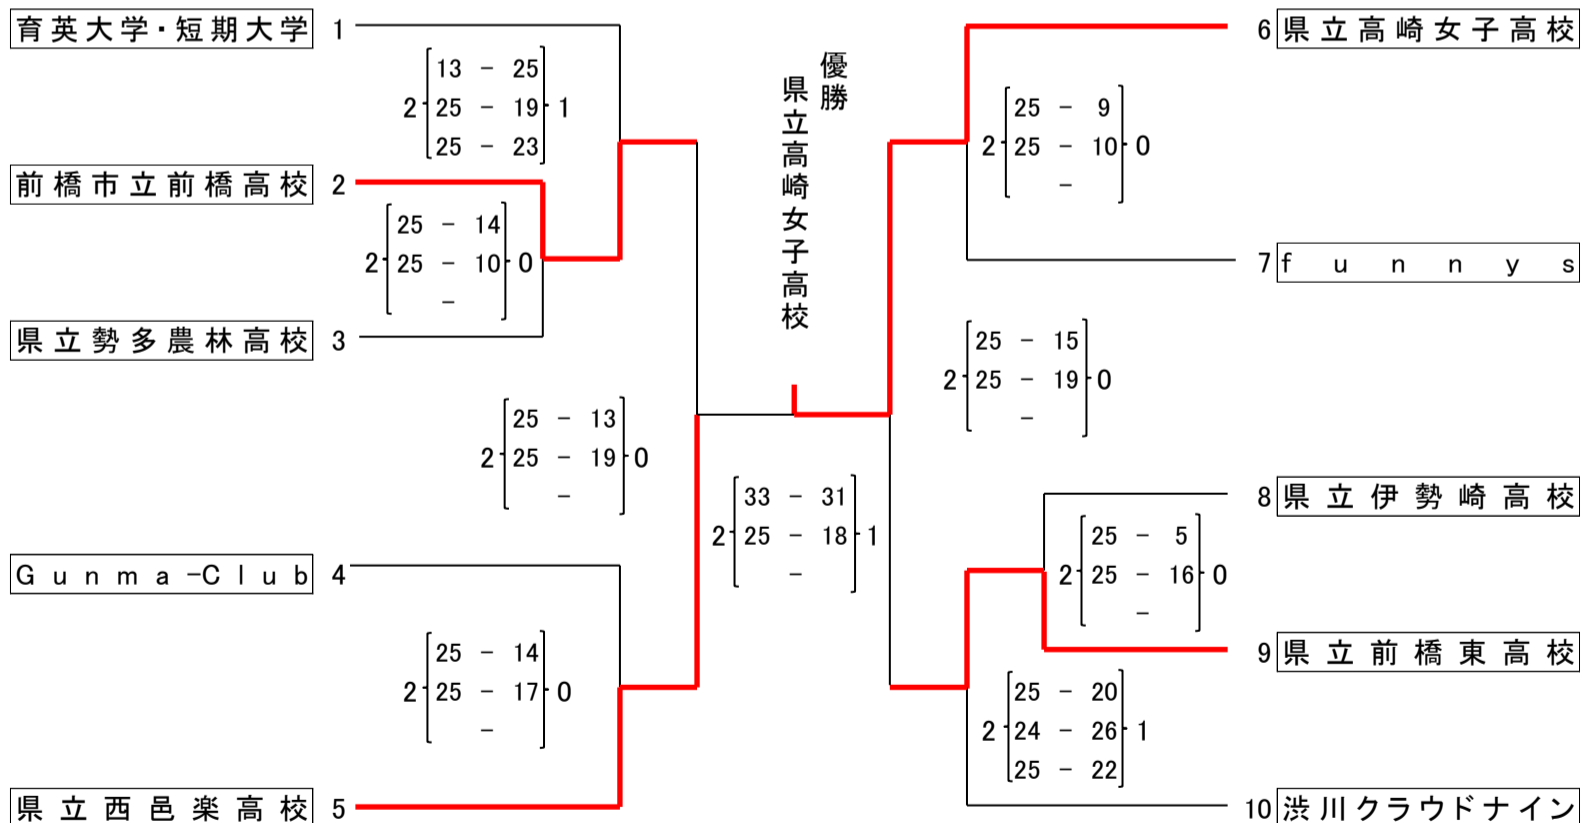 育英大学・短期大学 1
13 - 25
2 25 - 19 1
25 - 23
前橋市立前橋高校 2
25 - 14
2 25 - 10 0
-
県立勢多農林高校 3
25 - 13
2 25 - 19 0
-
Gunma-Club 4
25 - 14
2 25 - 17 0
-
県立西邑楽高校 5
優勝
県立高崎女子高校
33 - 31
2 25 - 18 1
-
6 県立高崎女子高校
25 - 9
2 25 - 10 0
-
7 funnys
25 - 15
2 25 - 19 0
-
8 県立伊勢崎高校
25 - 5
2 25 - 16 0
-
9 県立前橋東高校
25 - 20
2 24 - 26 1
25 - 22
10 渋川クラウドナイン